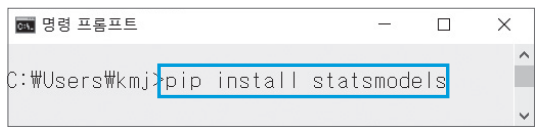 명령 프롬프트
C:₩Users₩kmj>pip install statsmodels